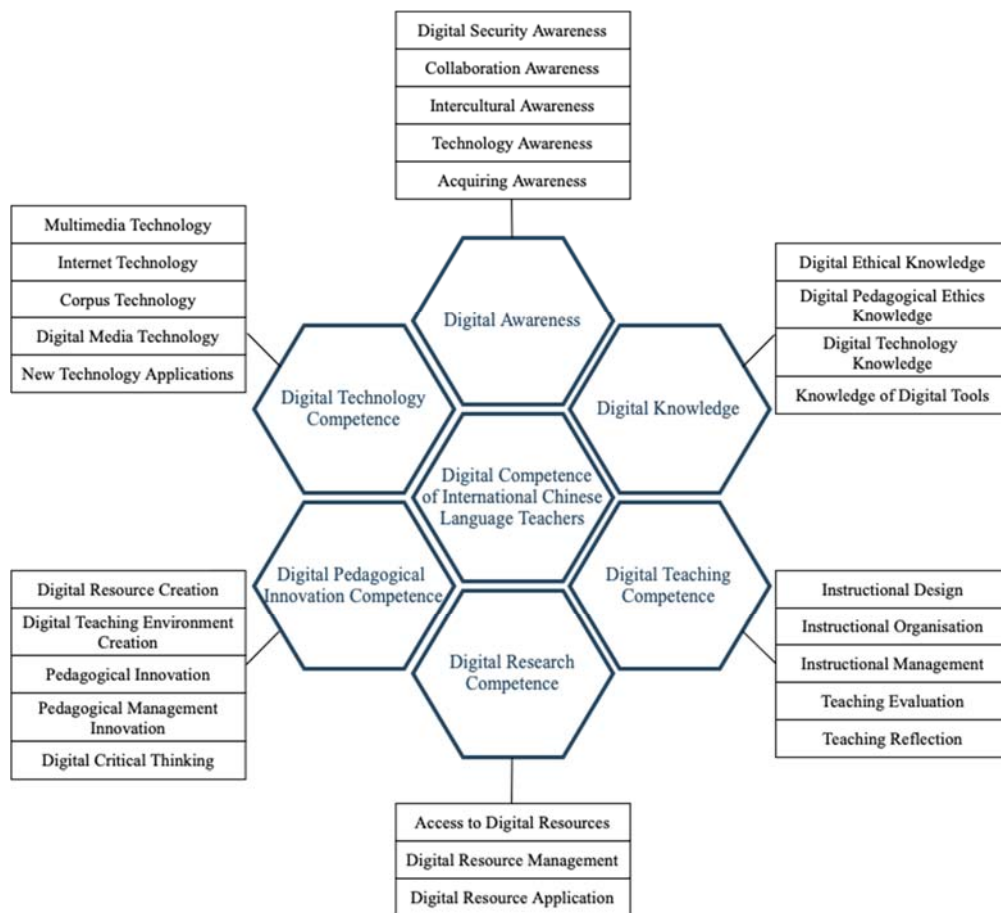 Digital Security Awareness
Collaboration Awareness
Intercultural Awareness
Technology Awareness
Acquiring Awareness
Multimedia Technology
Internet Technology
Corpus Technology
Digital Media Technology
New Technology Applications
Digital Ethical Knowledge
Digital Pedagogical Ethics
Knowledge
Digital Technology
Knowledge
Knowledge of Digital Tools
Digital Awareness
Digital Technology
Competence
Digital Knowledge
Digital Competence
of International Chinese
Language Teachers
Digital Pedagogical
Innovation Competence
Digital Teaching
Competence
Digital Research
Competence
Digital Resource Creation
Digital Teaching Environment
Creation
Pedagogical Innovation
Pedagogical Management
Innovation
Digital Critical Thinking
Instructional Design
Instructional Organisation
Instructional Management
Teaching Evaluation
Teaching Reflection
Access to Digital Resources
Digital Resource Management
Digital Resource Application